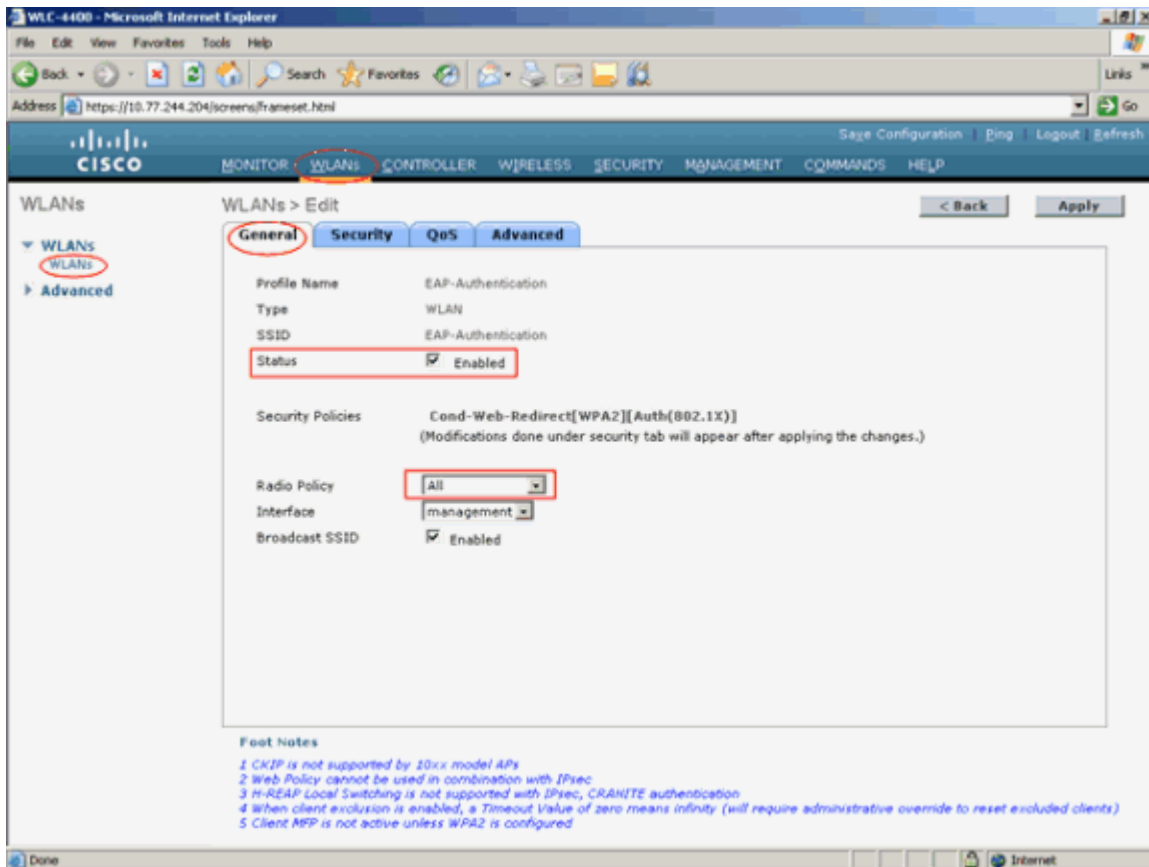 WLC-4400 - Microsoft Internet Explorer
File Edit View Favorites Tools Help
Back Search Favorites Links
Address https://10.77.244.204/screens/frameset.html Go
Save Configuration | Ping | Logout | Refresh
CISCO MONITOR WLANs CONTROLLER WIRELESS SECURITY MANAGEMENT COMMANDS HELP
WLANs
WLANs
WLANs
Advanced
WLANs > Edit < Back Apply
General Security QoS Advanced
Profile Name EAP-Authentication
Type WLAN
SSID EAP-Authentication
Status Enabled
Security Policies Cond-Web-Redirect[WPA2][Auth(802.1X)]
(Modifications done under security tab will appear after applying the changes.)
Radio Policy All
Interface management
Broadcast SSID Enabled
Foot Notes
1 CKIP is not supported by 10xx model APs
2 Web Policy cannot be used in combination with IPsec
3 H-REAP Local Switching is not supported with IPsec, CRANITE authentication
4 When client exclusion is enabled, a Timeout Value of zero means infinity (will require administrative override to reset excluded clients)
5 Client MFP is not active unless WPA2 is configured
Done Internet